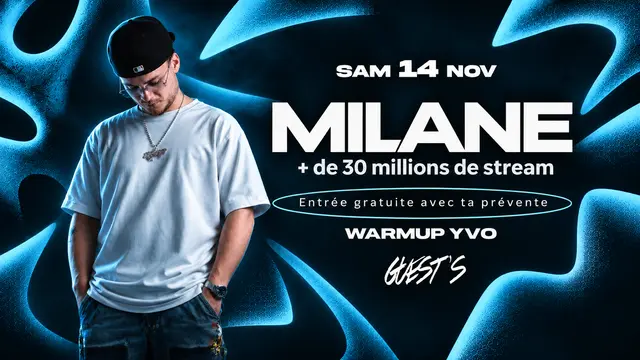 SAM 14 NOV
MILANE
+ de 30 millions de stream
Entrée gratuite avec ta prévente
WARMUP YVO
GUEST'S